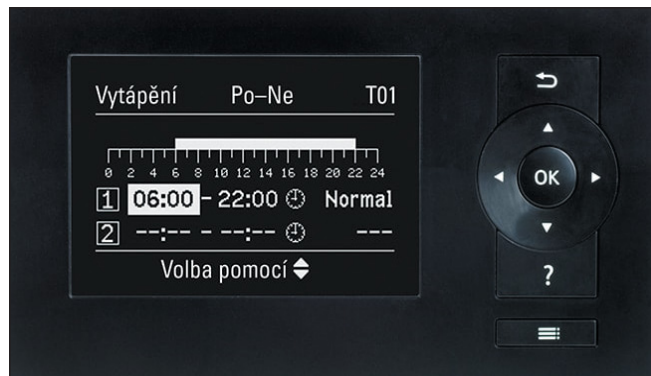 Vytápění Po–Ne T01
0 2 4 6 8 10 12 14 16 18 20 22 24
1 06:00 - 22:00 Normal
2 --:-- - --:-- ---
Volba pomocí
OK
?